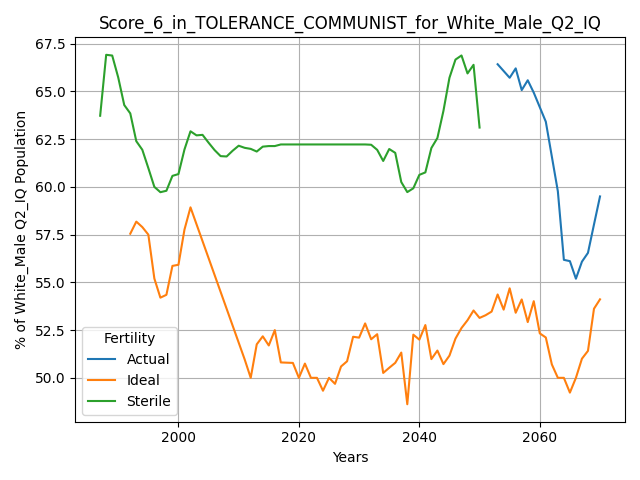 Score_6_in_TOLERANCE_COMMUNIST_for_White_Male_Q2_IQ
% of White_Male Q2_IQ Population
67.5
65.0
62.5
60.0
57.5
55.0
52.5
50.0
Fertility
Actual
Ideal
Sterile
2000
2020
2040
2060
Years